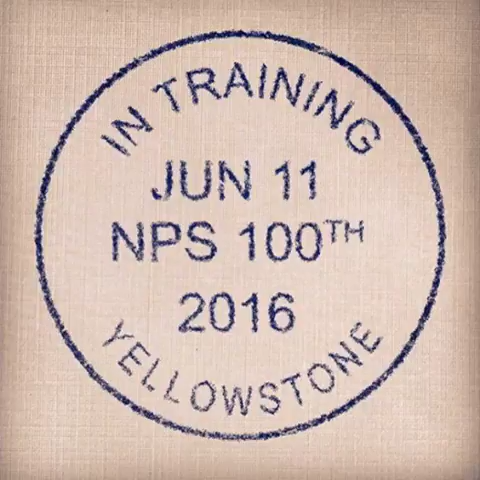 IN TRAINING
JUN 11
NPS 100TH
2016
YELLOWSTONE